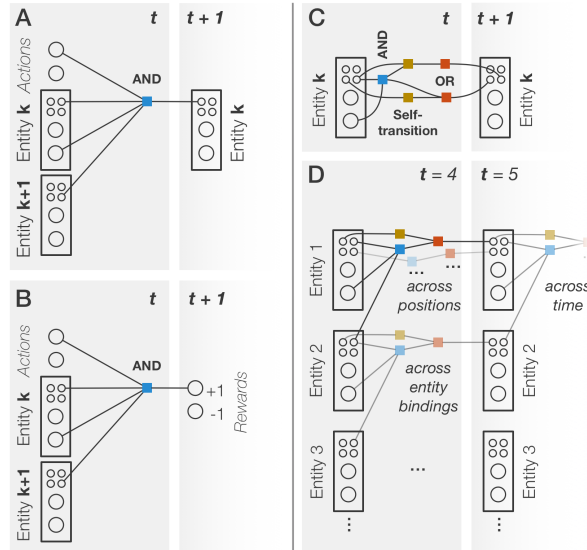 A
t
t + 1
Actions
AND
Entity k
Entity k
Entity k+1
B
t
t + 1
Actions
AND
Entity k
+1
-1
Rewards
Entity k+1
C
t
t + 1
AND
OR
Entity k
Entity k
Self-
transition
D
t = 4
t = 5
Entity 1
...
...
across
positions
across
time
Entity 2
Entity 2
across
entity
bindings
Entity 3
...
Entity 3
...
...